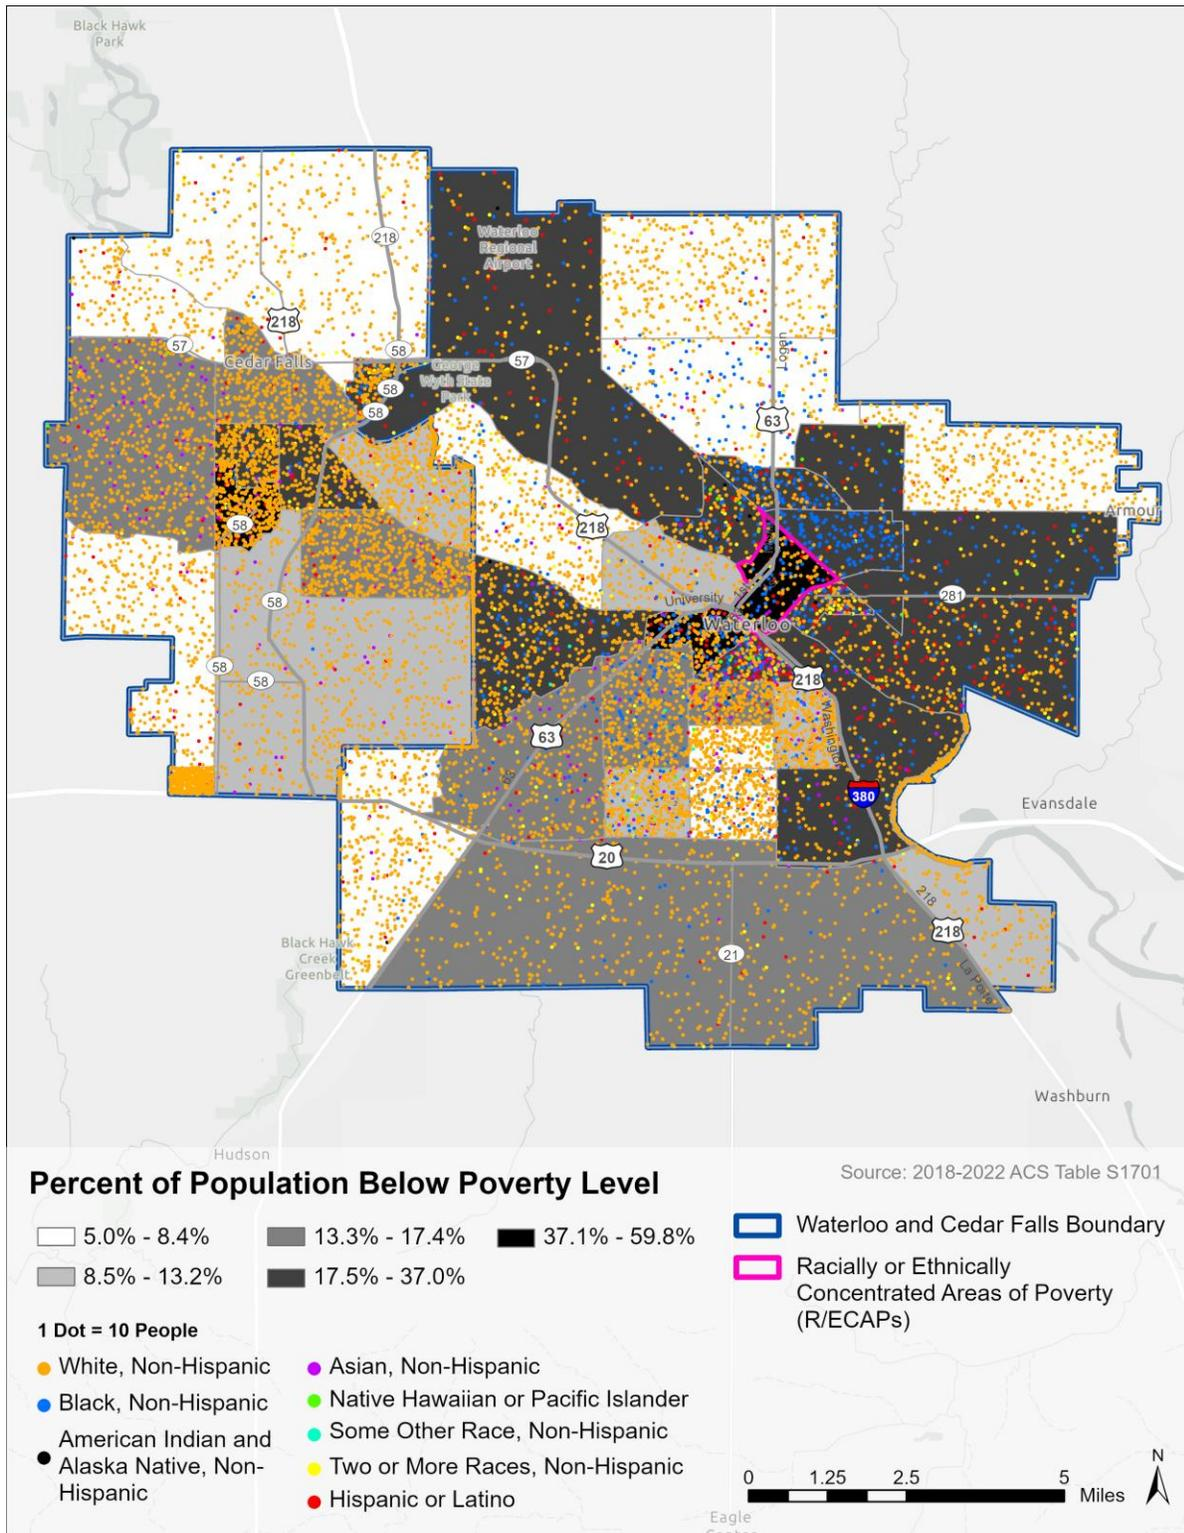 Black Hawk
Park
218
Waterloo
Regional
Airport
218
57
Cedar Falls
58
George
Wyth State
Park
57
58
58
Logan
63
58
218
Armour
58
University
1st
281
Waterloo
58
58
218
Washington
63
63
380
Evansdale
20
218
218
21
La Porte
Black Hawk
Creek
Greenbelt
Washburn
Hudson
Percent of Population Below Poverty Level
Source: 2018-2022 ACS Table S1701
5.0% - 8.4%
13.3% - 17.4%
37.1% - 59.8%
8.5% - 13.2%
17.5% - 37.0%
Waterloo and Cedar Falls Boundary
Racially or Ethnically
Concentrated Areas of Poverty
(R/ECAPs)
1 Dot = 10 People
White, Non-Hispanic
Black, Non-Hispanic
American Indian and
Alaska Native, Non-
Hispanic
Asian, Non-Hispanic
Native Hawaiian or Pacific Islander
Some Other Race, Non-Hispanic
Two or More Races, Non-Hispanic
Hispanic or Latino
N
0 1.25 2.5 5
Miles
Eagle